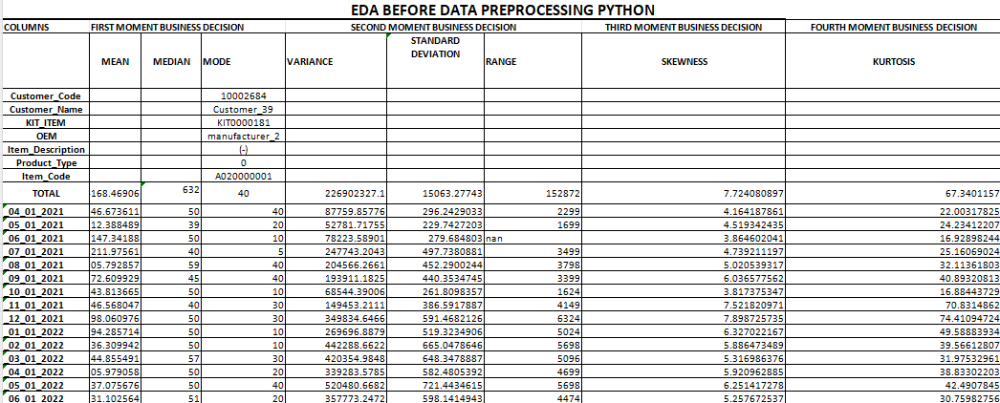 EDA BEFORE DATA PREPROCESSING PYTHON
COLUMNS FIRST MOMENT BUSINESS DECISION SECOND MOMENT BUSINESS DECISION THIRD MOMENT BUSINESS DECISION FOURTH MOMENT BUSINESS DECISION
MEAN MEDIAN MODE VARIANCE STANDARD DEVIATION RANGE SKEWNESS KURTOSIS
Customer_Code 10002684
Customer_Name Customer_39
KIT_ITEM KIT0000181
OEM manufacturer_2
Item_Description (-)
Product_Type 0
Item_Code A020000001
TOTAL 168.46906 632 40 226902327.1 15063.27743 152872 7.724080897 67.3401157
04_01_2021 46.673611 50 40 87759.85776 296.2429033 2299 4.164187861 22.00317825
05_01_2021 12.388489 39 20 52781.71755 229.7427203 1699 4.519342435 24.23412207
06_01_2021 147.34188 50 10 78223.58901 279.684803 nan 3.864602041 16.92898244
07_01_2021 211.97561 40 5 247743.2043 497.7380881 3499 4.739211197 25.16069024
08_01_2021 05.792857 59 40 204566.2661 452.2900244 3798 5.020539317 32.11361803
09_01_2021 72.609929 45 40 193911.1825 440.3534745 3399 6.036577562 40.89320813
10_01_2021 43.813665 50 10 68544.39006 261.8098357 1624 3.817375347 16.88443729
11_01_2021 46.568047 40 30 149453.2111 386.5917887 4149 7.521820971 70.8314862
12_01_2021 98.060976 50 30 349834.6466 591.4682126 6324 7.898725735 74.41094724
01_01_2022 94.285714 50 10 269696.8879 519.3234906 5024 6.327022167 49.58883934
02_01_2022 36.309942 50 10 442288.6622 665.0478646 5698 5.886473489 39.56612807
03_01_2022 44.855491 57 30 420354.9848 648.3478887 5096 5.316986376 31.97532961
04_01_2022 05.979058 50 20 339283.5785 582.4805392 4699 5.920962885 38.83302203
05_01_2022 37.075676 50 40 520480.6682 721.4434615 5698 6.251417278 42.4907845
06_01_2022 31.102564 51 20 357773.2472 598.1414943 4474 5.257672537 30.75982756